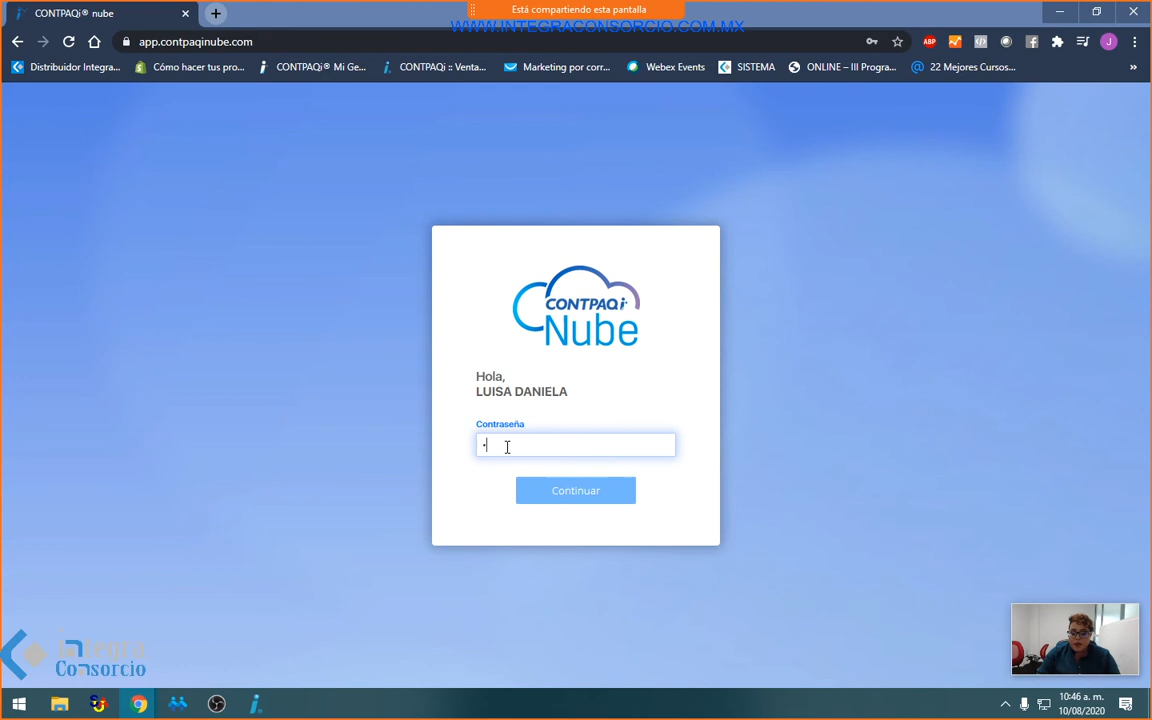 Está compartiendo esta pantalla
CONTPAQi® nube
WWW.INTEGRACONSORCIO.COM.MX
app.contpaqinube.com
ABP
J
Distribuidor Integra...
Cómo hacer tus pro...
CONTPAQi® Mi Ge...
CONTPAQi :: Venta...
Marketing por corr...
Webex Events
SISTEMA
ONLINE – III Progra...
22 Mejores Cursos...
»
CONTPAQi
Nube
Hola,
LUISA DANIELA
Contraseña
Continuar
Integra
Consorcio
10:46 a. m.
10/08/2020